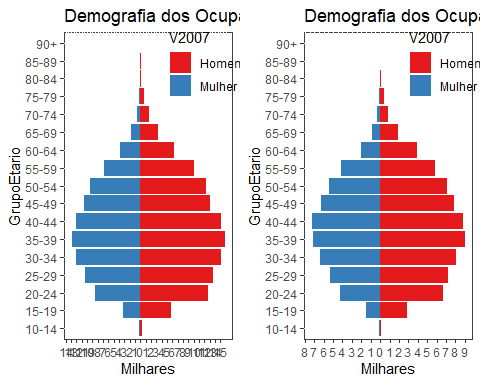 Demografia dos Ocupa
V2007
Homem
Mulher
GrupoEtario
90+
85-89
80-84
75-79
70-74
65-69
60-64
55-59
50-54
45-49
40-44
35-39
30-34
25-29
20-24
15-19
10-14
Milhares
Demografia dos Ocupa
V2007
Homem
Mulher
GrupoEtario
90+
85-89
80-84
75-79
70-74
65-69
60-64
55-59
50-54
45-49
40-44
35-39
30-34
25-29
20-24
15-19
10-14
8 7 6 5 4 3 2 1 0 1 2 3 4 5 6 7 8 9
Milhares